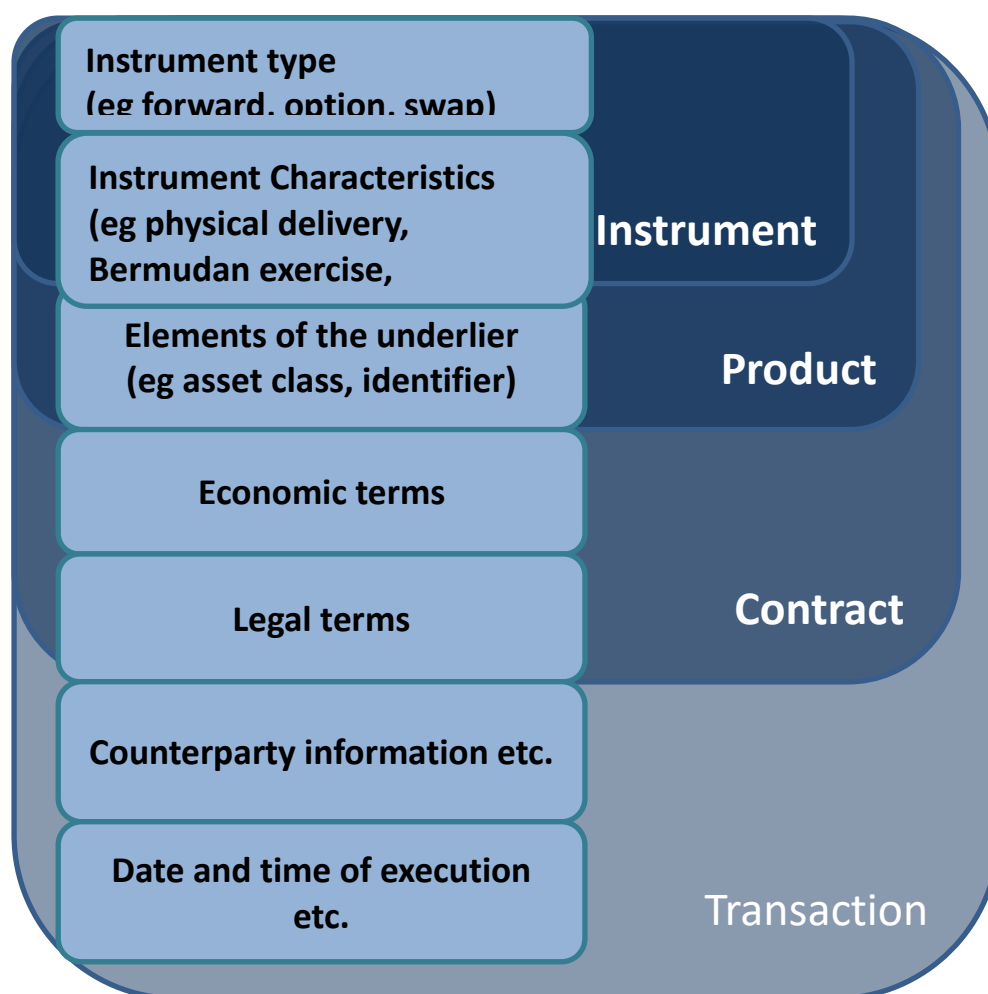 Instrument type
(eg forward, option, swap)
Instrument Characteristics
(eg physical delivery,
Bermudan exercise,
Instrument
Elements of the underlier
(eg asset class, identifier)
Product
Economic terms
Legal terms
Contract
Counterparty information etc.
Date and time of execution
etc.
Transaction